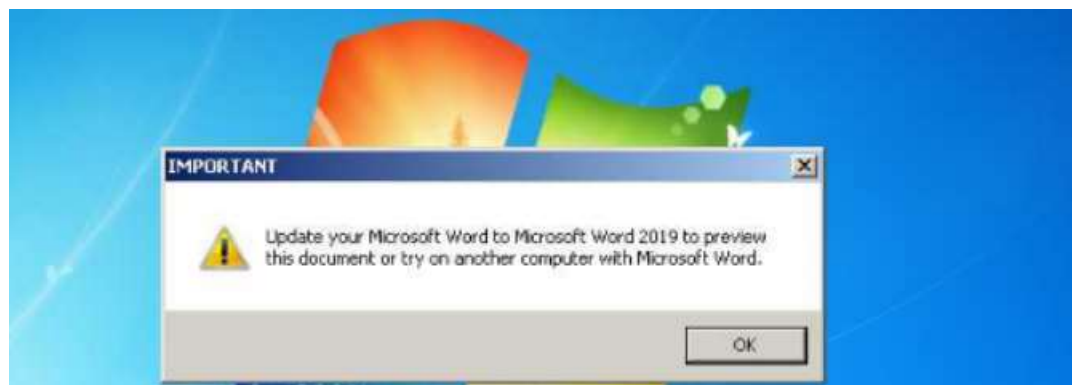 IMPORTANT
Update your Microsoft Word to Microsoft Word 2019 to preview
this document or try on another computer with Microsoft Word.
OK